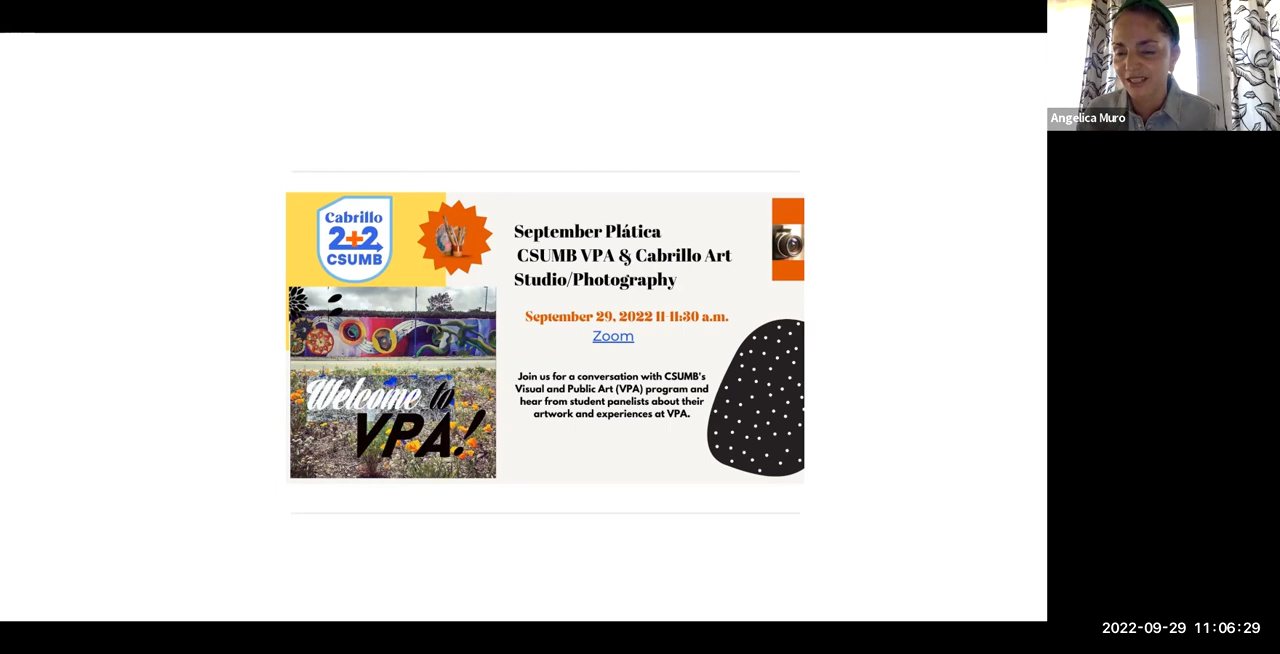 Angelica Muro
Cabrillo
2+2
CSUMB
September Plática
CSUMB VPA & Cabrillo Art
Studio/Photography
September 29, 2022 11-11:30 a.m.
Zoom
Join us for a conversation with CSUMB's
Visual and Public Art (VPA) program and
hear from student panelists about their
artwork and experiences at VPA.
Welcome to
VPA!
2022-09-29 11:06:29